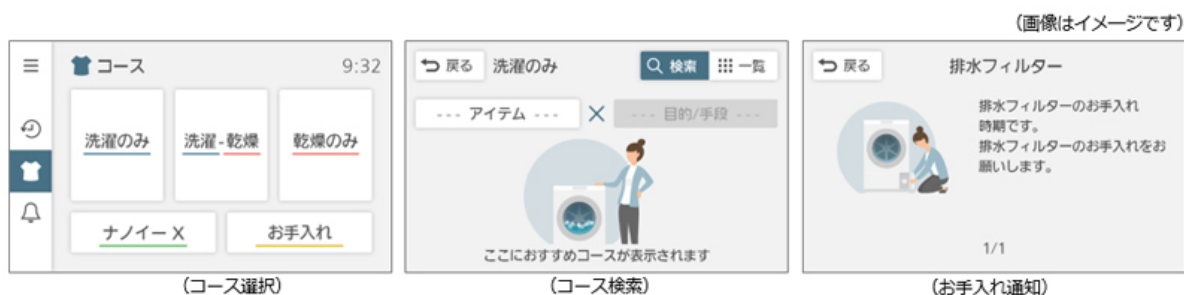 (画像はイメージです)
コース 9:32
洗濯のみ
洗濯-乾燥
乾燥のみ
ナノイー X
お手入れ
(コース選択)
戻る 洗濯のみ 検索 一覧
--- アイテム --- × --- 目的/手段 ---
ここにおすすめコースが表示されます
(コース検索)
戻る 排水フィルター
排水フィルターのお手入れ
時期です。
排水フィルターのお手入れをお
願いします。
1/1
(お手入れ通知)